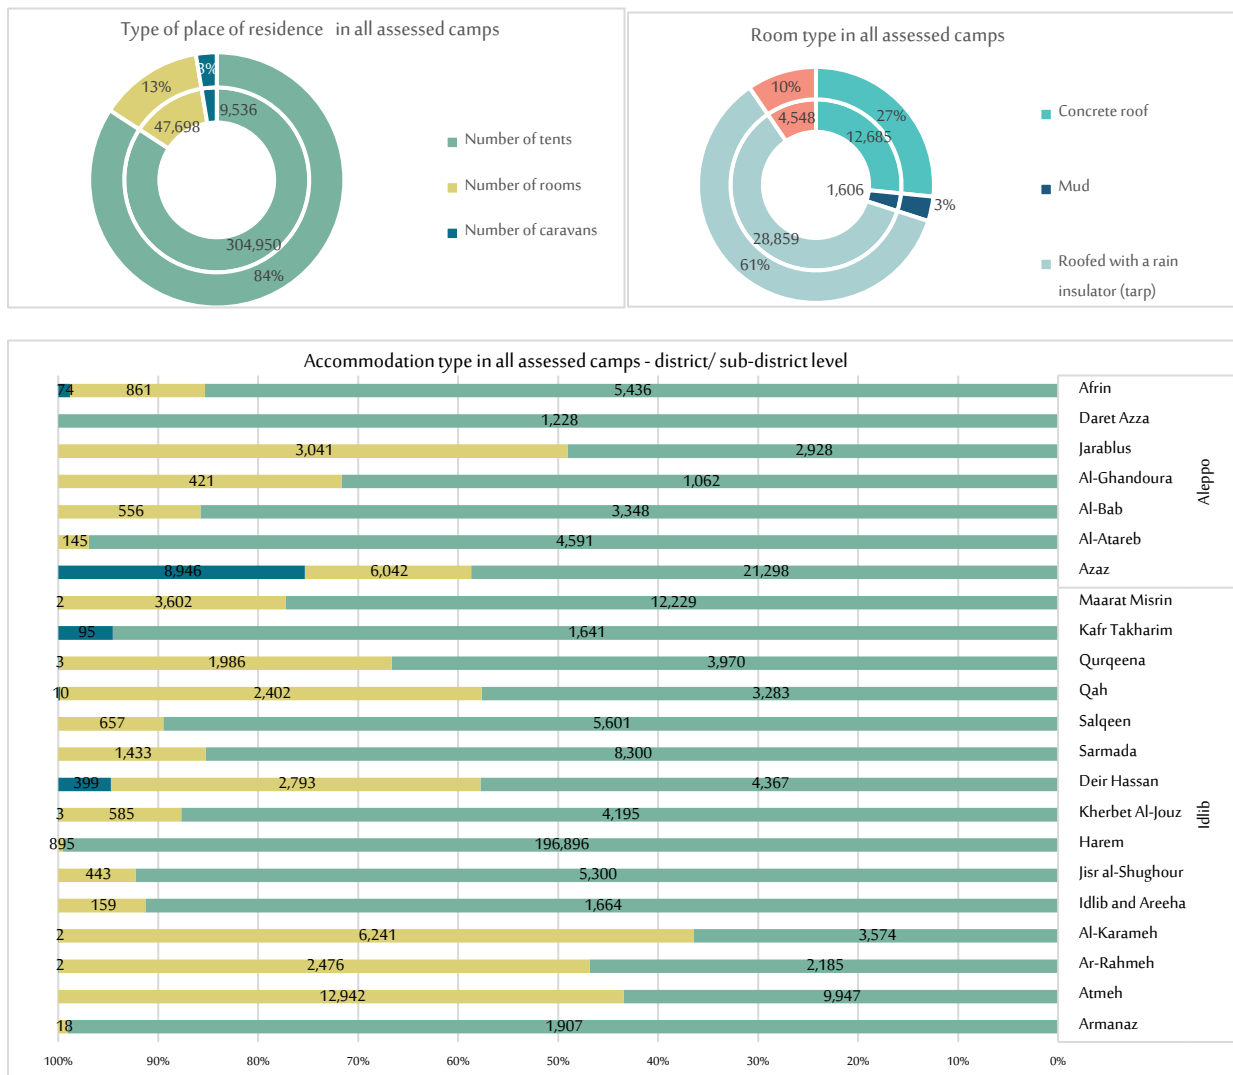 Type of place of residence in all assessed camps
3%
13%
9,536
47,698
304,950
84%
Number of tents
Number of rooms
Number of caravans
Room type in all assessed camps
10%
4,548
27%
12,685
1,606
3%
28,859
61%
Concrete roof
Mud
Roofed with a rain
insulator (tarp)
Accommodation type in all assessed camps - district/ sub-district level
74 861 5,436 Afrin
1,228 Daret Azza
3,041 2,928 Jarablus
421 1,062 Al-Ghandoura
556 3,348 Al-Bab
145 4,591 Al-Atareb
8,946 6,042 21,298 Azaz
Aleppo
2 3,602 12,229 Maarat Misrin
95 1,641 Kafr Takharim
3 1,986 3,970 Qurqeena
10 2,402 3,283 Qah
657 5,601 Salqeen
1,433 8,300 Sarmada
399 2,793 4,367 Deir Hassan
3 585 4,195 Kherbet Al-Jouz
895 196,896 Harem
443 5,300 Jisr al-Shughour
159 1,664 Idlib and Areeha
2 6,241 3,574 Al-Karameh
2 2,476 2,185 Ar-Rahmeh
12,942 9,947 Atmeh
18 1,907 Armanaz
Idlib
100% 90% 80% 70% 60% 50% 40% 30% 20% 10% 0%